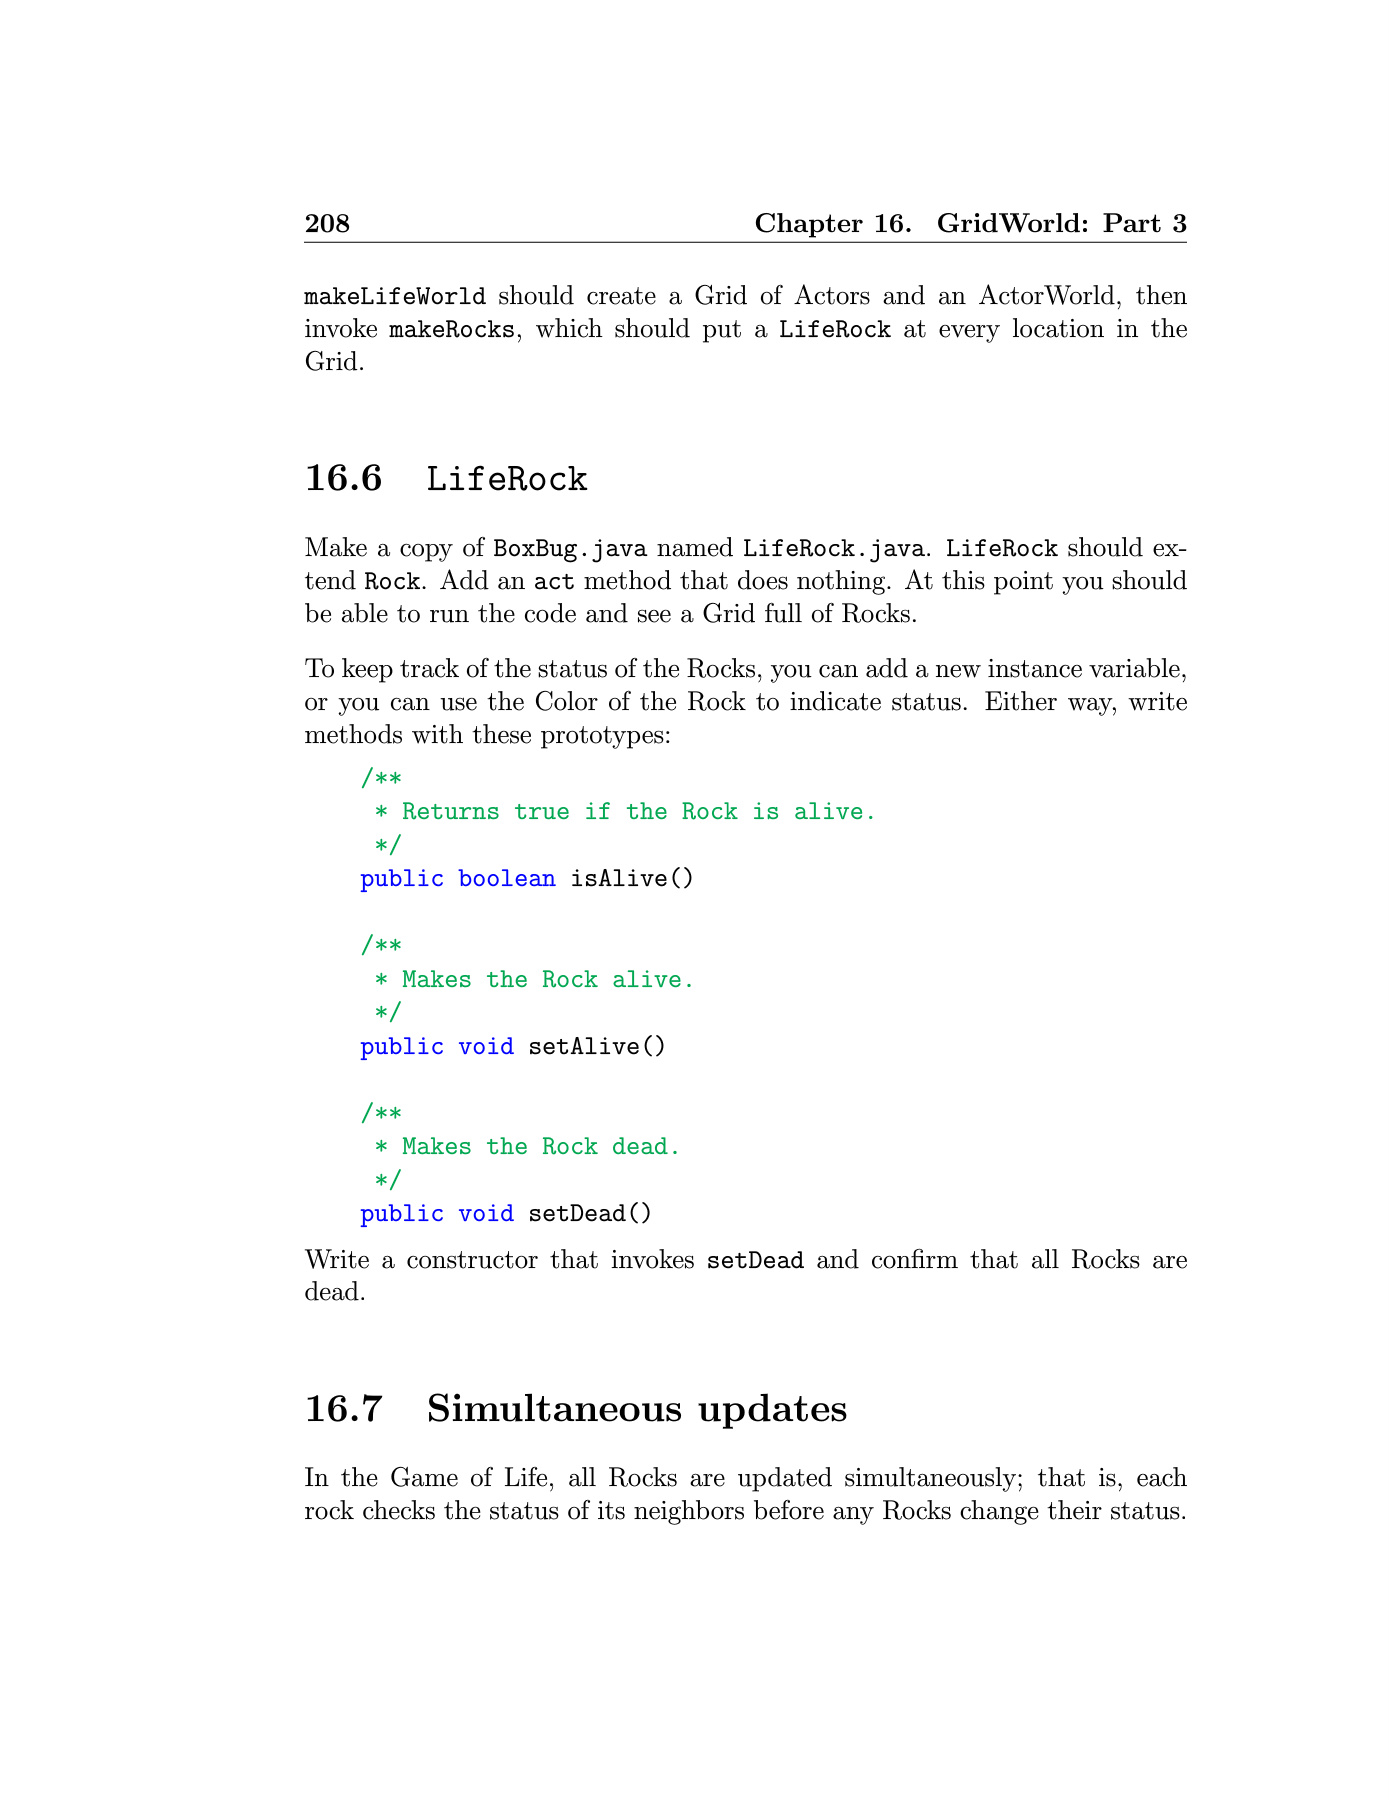 208 Chapter 16. GridWorld: Part 3
makeLifeWorld should create a Grid of Actors and an ActorWorld, then
invoke makeRocks, which should put a LifeRock at every location in the
Grid.
16.6 LifeRock
Make a copy of BoxBug.java named LifeRock.java. LifeRock should ex-
tend Rock. Add an act method that does nothing. At this point you should
be able to run the code and see a Grid full of Rocks.
To keep track of the status of the Rocks, you can add a new instance variable,
or you can use the Color of the Rock to indicate status. Either way, write
methods with these prototypes:
/**
 * Returns true if the Rock is alive.
 */
public boolean isAlive()
/**
 * Makes the Rock alive.
 */
public void setAlive()
/**
 * Makes the Rock dead.
 */
public void setDead()
Write a constructor that invokes setDead and confirm that all Rocks are
dead.
16.7 Simultaneous updates
In the Game of Life, all Rocks are updated simultaneously; that is, each
rock checks the status of its neighbors before any Rocks change their status.